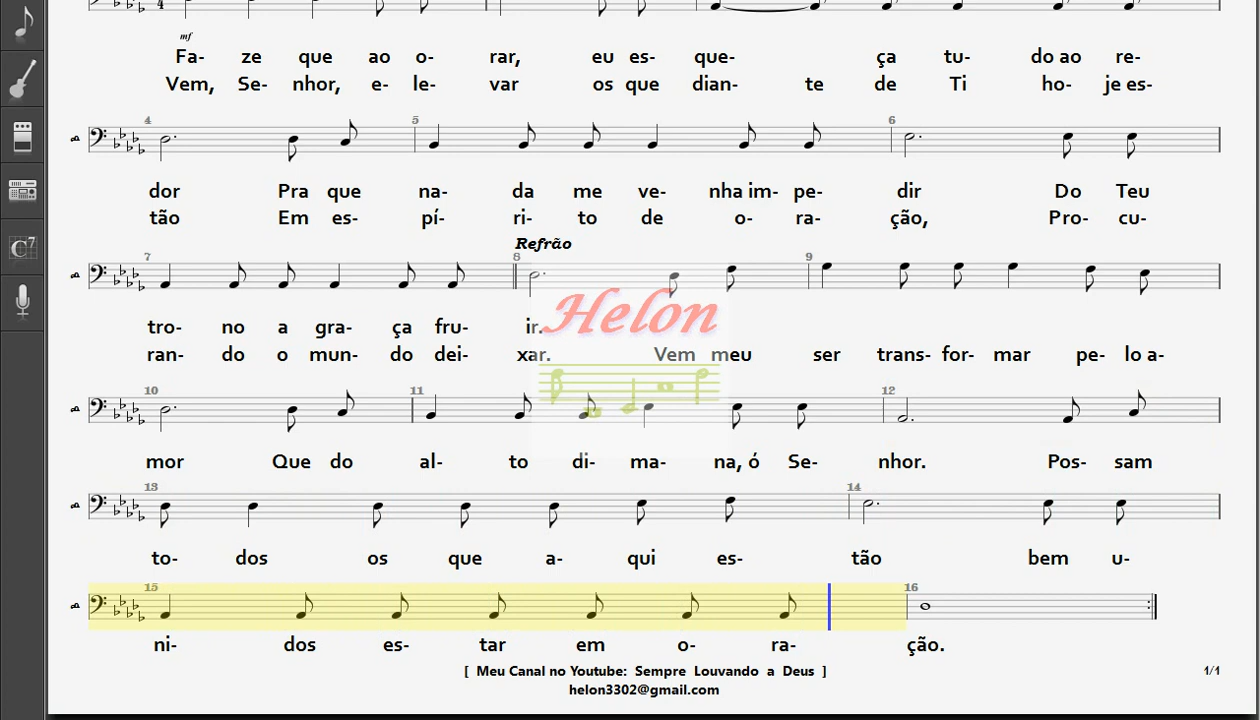 4
mf
Fa- ze que ao o- rar, eu es- que- ça tu- do ao re-
Vem, Se- nhor, e- le- var os que dian- te de Ti ho- je es-
4 5 6
B
dor Pra que na- da me ve- nha im- pe- dir Do Teu
tão Em es- pí- ri- to de o- ra- ção, Pro- cu-
Refrão
7 8 9
B
tro- no a gra- ça fru- ir.
ran- do o mun- do dei- xar. Vem meu ser trans- for- mar pe- lo a-
Helon
10 11 12
B
mor Que do al- to di- ma- na, ó Se- nhor. Pos- sam
13 14
B
to- dos os que a- qui es- tão bem u-
15 16
B
ni- dos es- tar em o- ra- ção.
[ Meu Canal no Youtube: Sempre Louvando a Deus ]
1/1
helon3302@gmail.com
C7